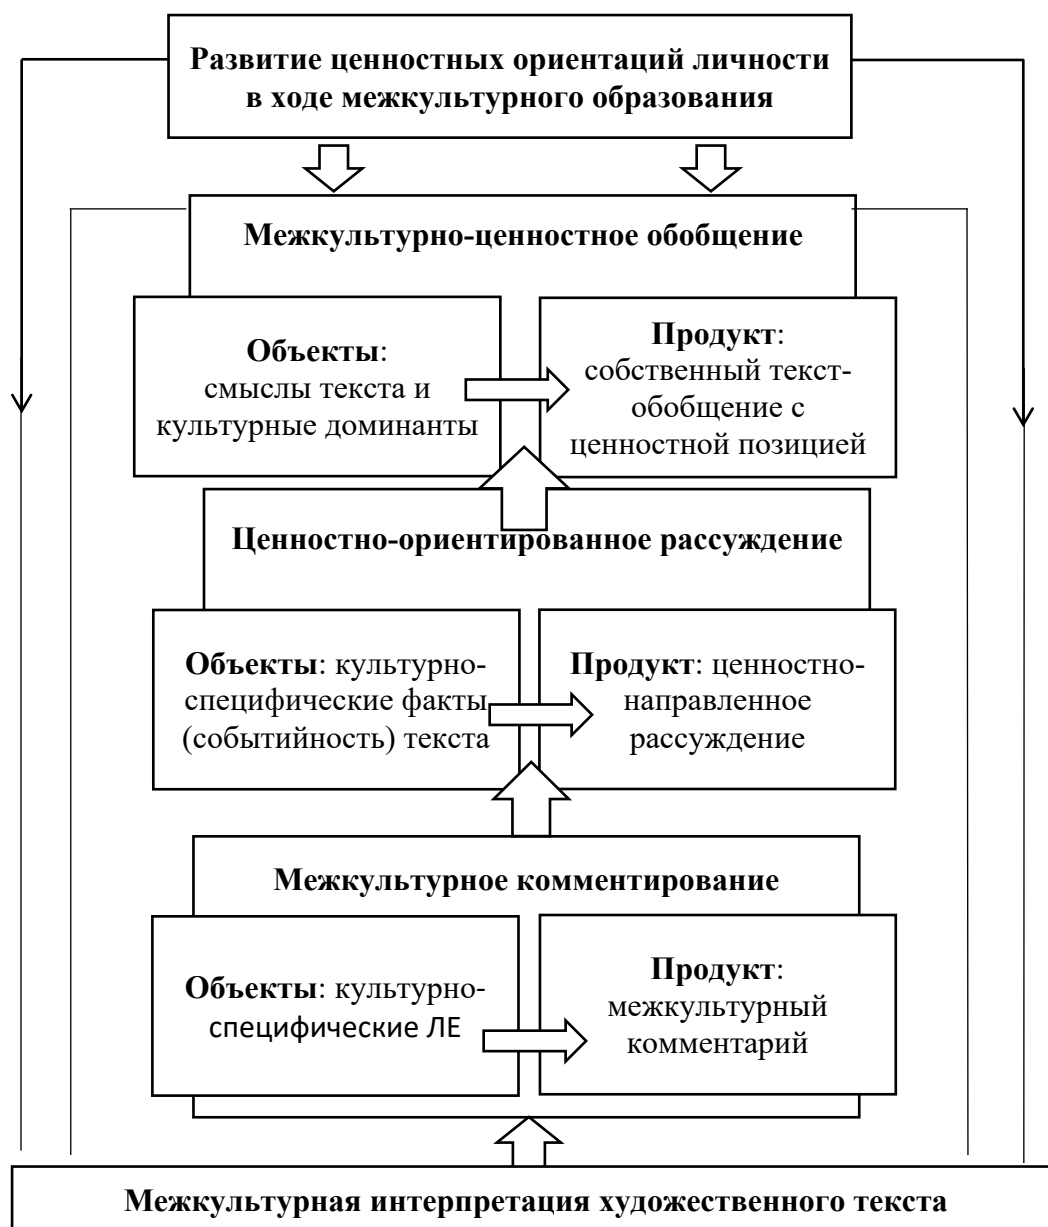 Развитие ценностных ориентаций личности
в ходе межкультурного образования
Межкультурно-ценностное обобщение
Объекты:
смыслы текста и
культурные доминанты
Продукт:
собственный текст-
обобщение с
ценностной позицией
Ценностно-ориентированное рассуждение
Объекты: культурно-
специфические факты
(событийность) текста
Продукт: ценностно-
направленное
рассуждение
Межкультурное комментирование
Объекты: культурно-
специфические ЛЕ
Продукт:
межкультурный
комментарий
Межкультурная интерпретация художественного текста